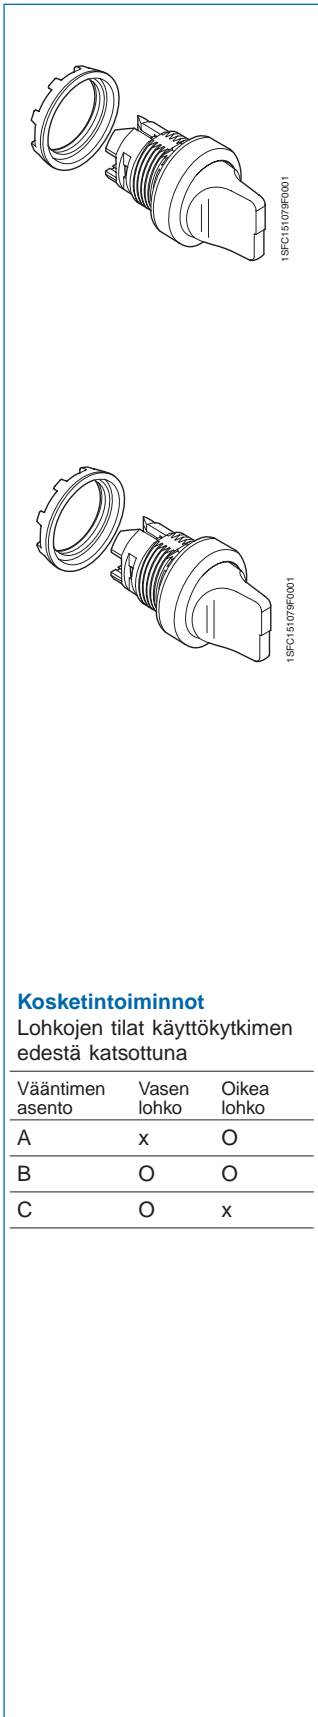 1SFC151079F0001
1SFC151079F0001
Kosketintoiminnot
Lohkojen tilat käyttökytkimen
edestä katsottuna
Vääntimen asento Vasen lohko Oikea lohko
A x O
B O O
C O x